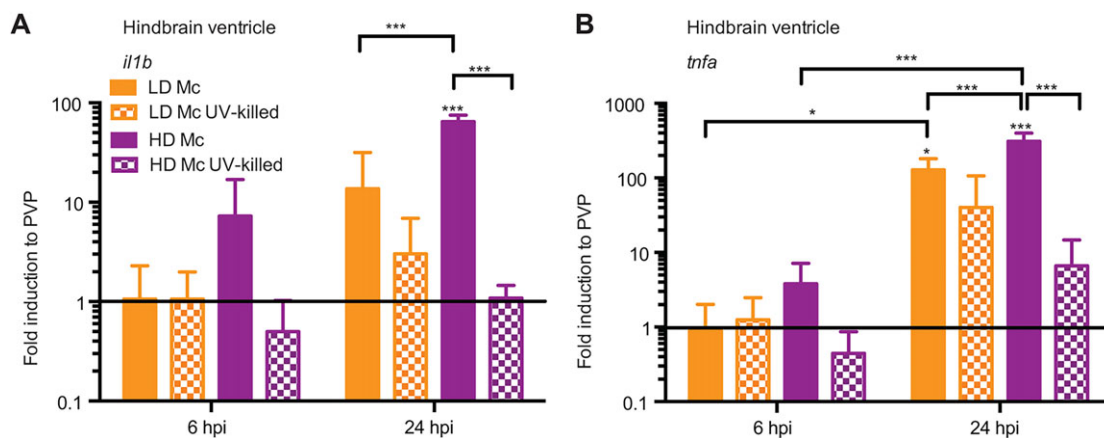 A
Hindbrain ventricle
il1b
LD Mc
LD Mc UV-killed
HD Mc
HD Mc UV-killed
***
***
***
Fold induction to PVP
100
10
1
0.1
6 hpi
24 hpi
B
Hindbrain ventricle
tnfa
***
***
***
*
***
*
Fold induction to PVP
1000
100
10
1
0.1
6 hpi
24 hpi